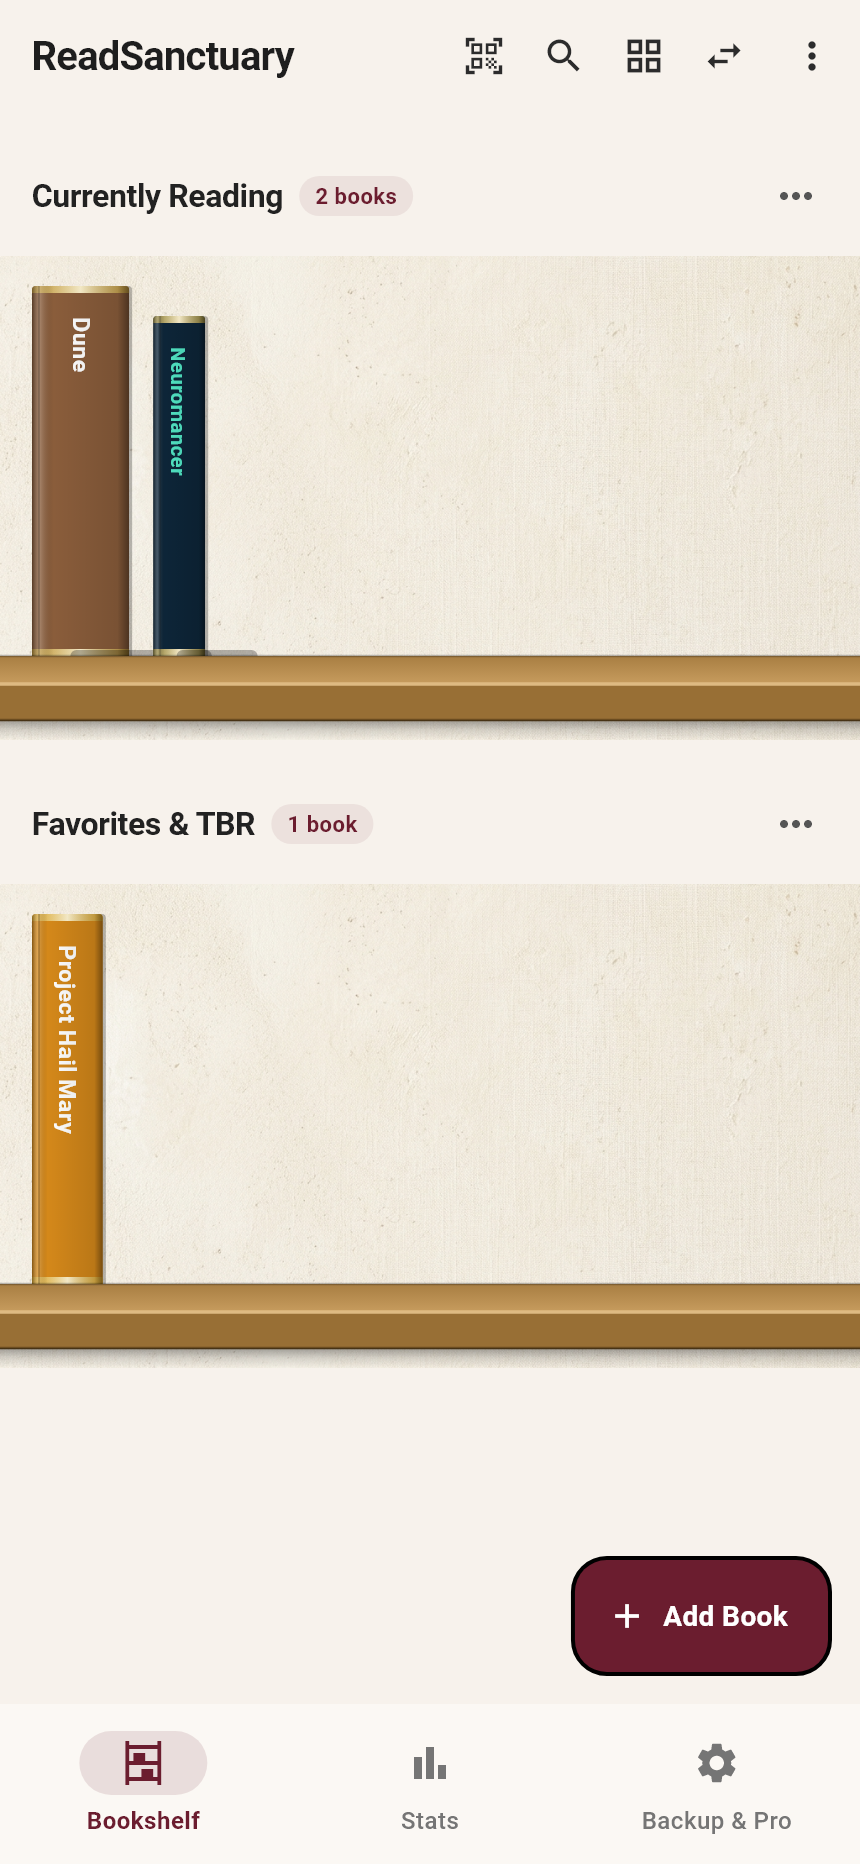 ReadSanctuary
Currently Reading
2 books
Dune
Neuromancer
Favorites & TBR
1 book
Project Hail Mary
Add Book
Bookshelf
Stats
Backup & Pro